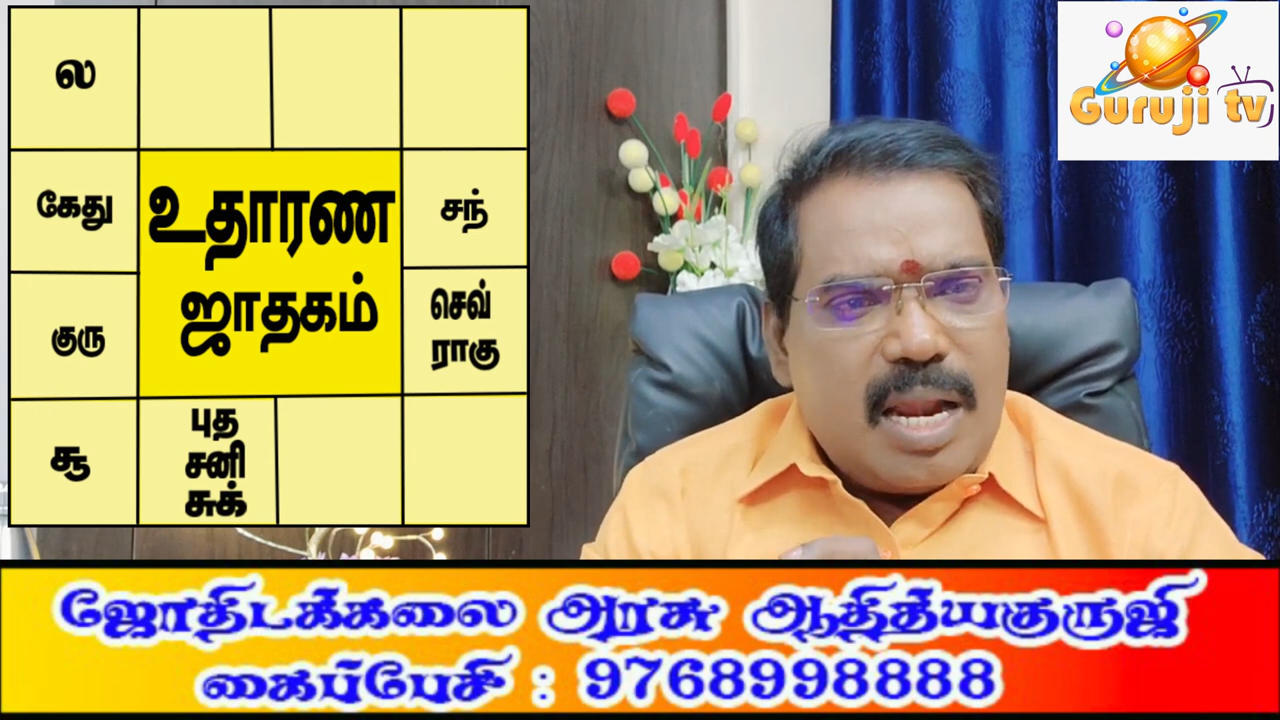 ல
கேது
உதாரண
ஜாதகம்
சந்
குரு
செவ்
ராகு
சூ
புத
சனி
சுக்
Guruji tv
ஜோதிடக்கலை அரசு ஆதித்யகுருஜி
கைப்பேசி : 9768998888